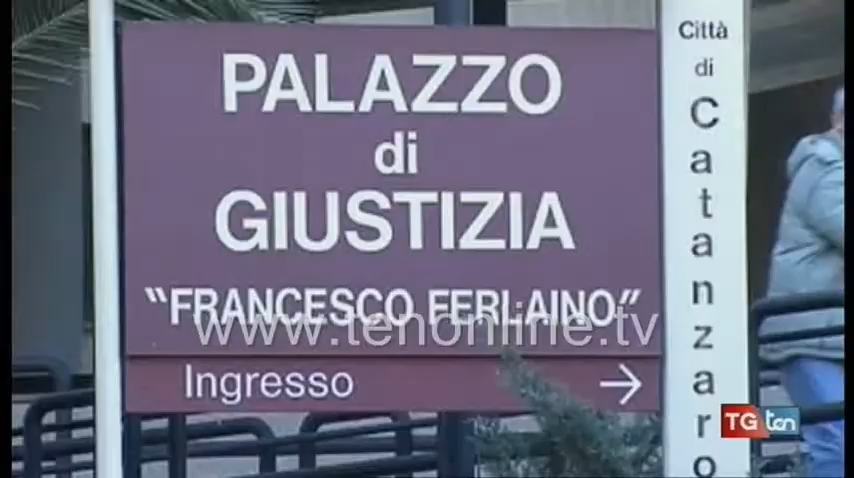 PALAZZO
di
GIUSTIZIA
"FRANCESCO FERLAINO"
www.tenonline.tv
Ingresso →
Città
di
Catanzaro
TG ten